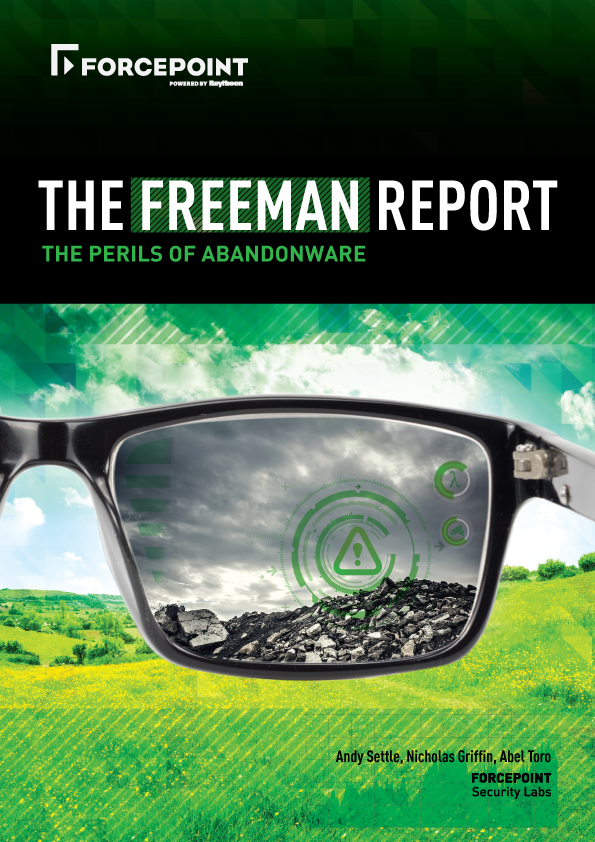 FORCEPOINT
POWERED BY Raytheon
THE FREEMAN REPORT
THE PERILS OF ABANDONWARE
λ
Andy Settle, Nicholas Griffin, Abel Toro
FORCEPOINT
Security Labs